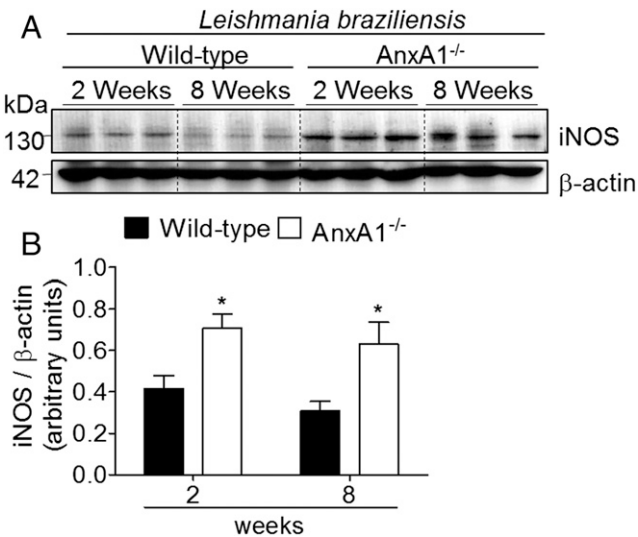 A
Leishmania braziliensis
Wild-type AnxA1-/-
2 Weeks 8 Weeks 2 Weeks 8 Weeks
kDa
130 iNOS
42 β-actin
B
Wild-type AnxA1-/-
iNOS / β-actin
(arbitrary units)
1.0
0.8
0.6
0.4
0.2
0.0
* *
2 8
weeks